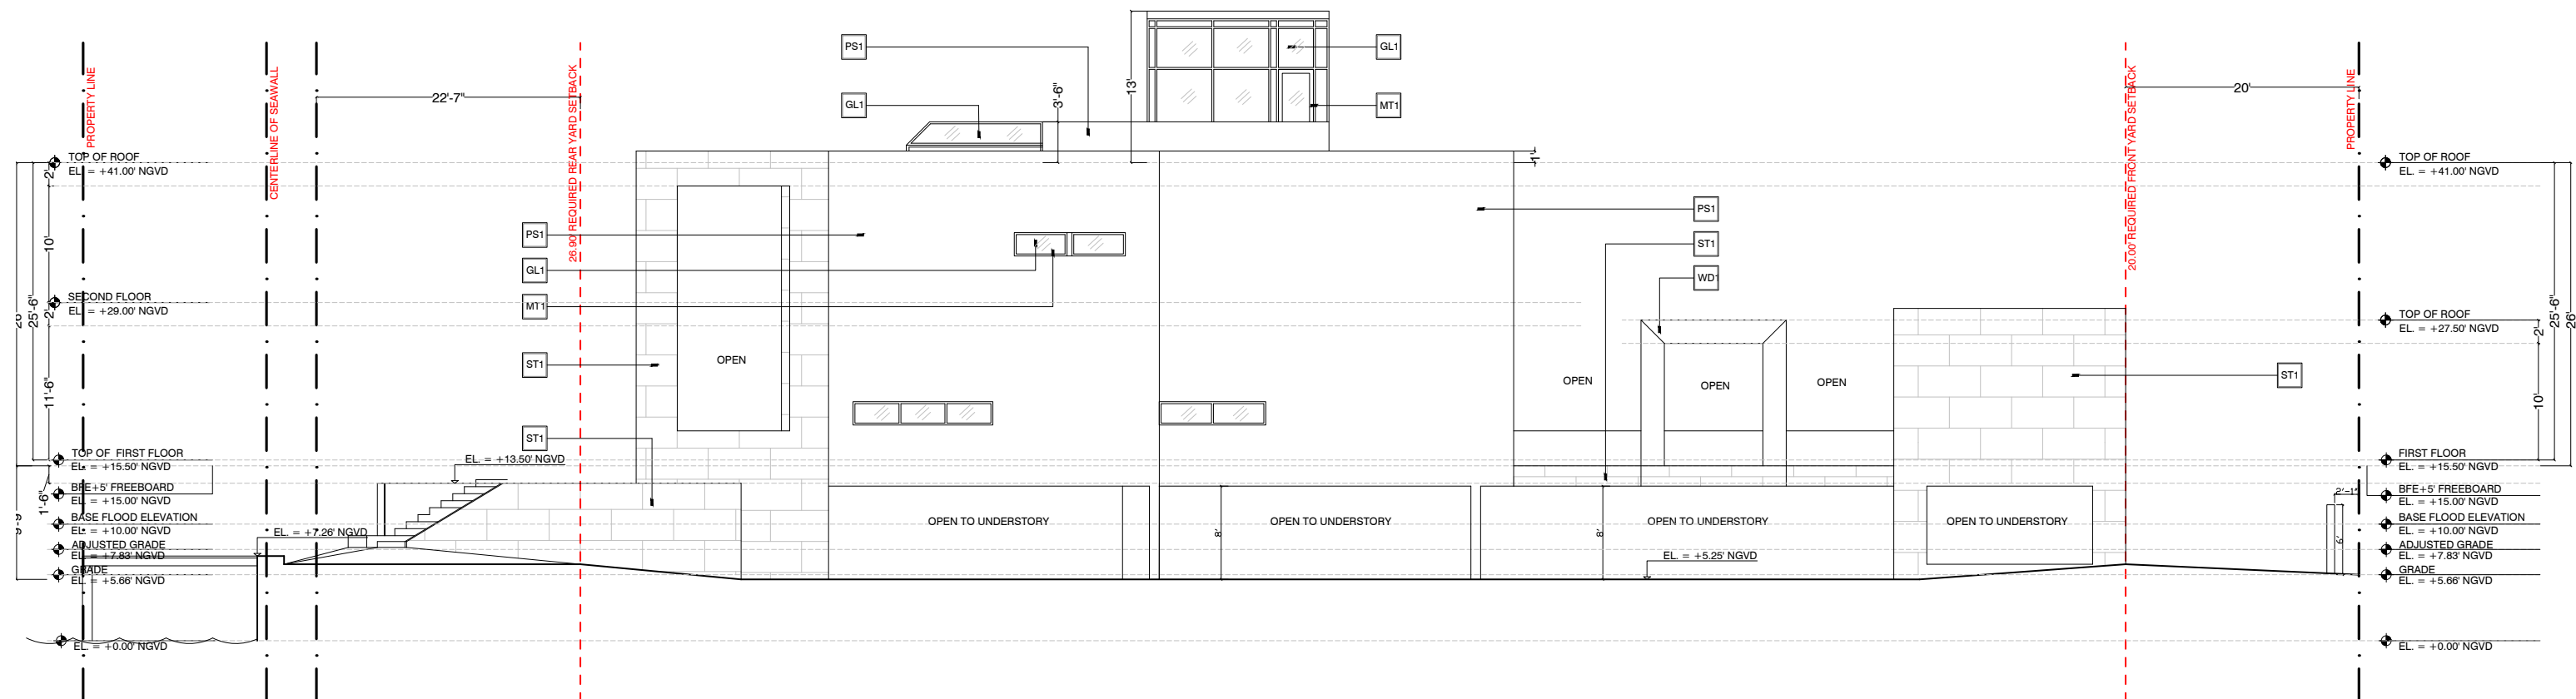 PROPERTY LINE
CENTERLINE OF SEAWALL
26.90' REQUIRED REAR YARD SETBACK
20.00' REQUIRED FRONT YARD SETBACK
PROPERTY LINE
22'-7"
20'
13'
3'-6"
1'
PS1
GL1
GL1
MT1
PS1
GL1
MT1
ST1
ST1
PS1
ST1
WD1
ST1
TOP OF ROOF
EL. = +41.00' NGVD
SECOND FLOOR
EL. = +29.00' NGVD
TOP OF FIRST FLOOR
EL. = +15.50' NGVD
BFE+5' FREEBOARD
EL. = +15.00' NGVD
BASE FLOOD ELEVATION
EL. = +10.00' NGVD
ADJUSTED GRADE
EL. = +7.83' NGVD
GRADE
EL. = +5.66' NGVD
EL. = +0.00' NGVD
2'
10'
2'
11'-6"
1'-6"
25'-6"
26'
9'-9"
EL. = +13.50' NGVD
EL. = +7.26' NGVD
OPEN
OPEN
OPEN
OPEN
OPEN TO UNDERSTORY
OPEN TO UNDERSTORY
OPEN TO UNDERSTORY
OPEN TO UNDERSTORY
8'
8'
EL. = +5.25' NGVD
TOP OF ROOF
EL. = +41.00' NGVD
TOP OF ROOF
EL. = +27.50' NGVD
FIRST FLOOR
EL. = +15.50' NGVD
BFE+5' FREEBOARD
EL. = +15.00' NGVD
BASE FLOOD ELEVATION
EL. = +10.00' NGVD
ADJUSTED GRADE
EL. = +7.83' NGVD
GRADE
EL. = +5.66' NGVD
EL. = +0.00' NGVD
2'
10'
25'-6"
26'
2'-1"
6'